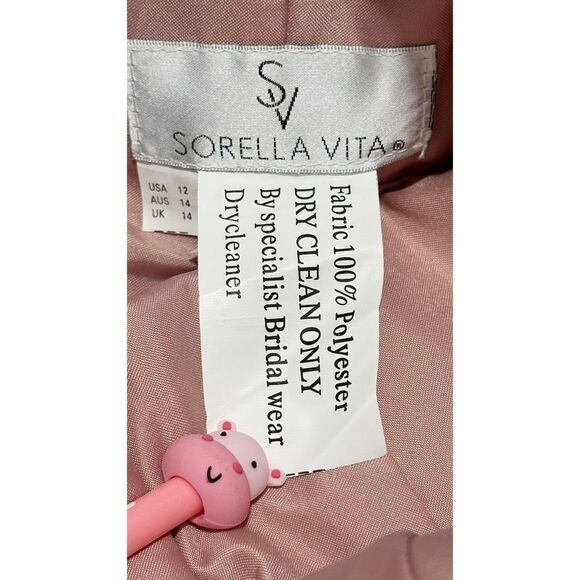 SV
SORELLA VITA®
USA 12
AUS 14
UK 14
Fabric 100% Polyester
DRY CLEAN ONLY
By specialist Bridal wear
Drycleaner